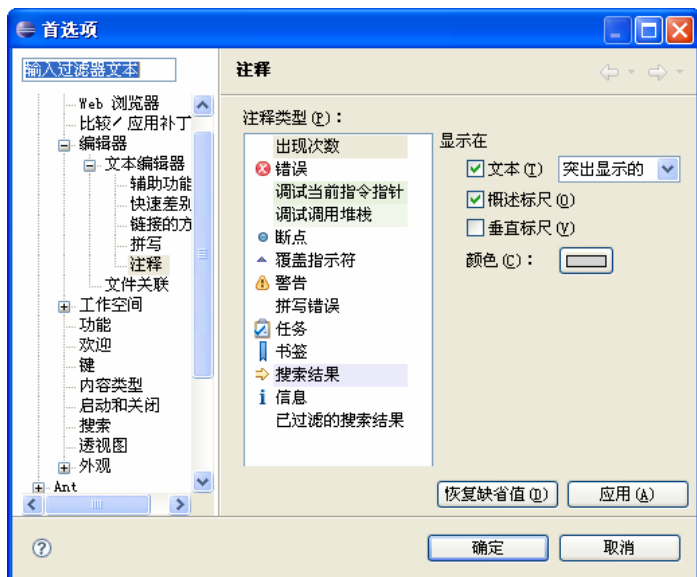 首选项
输入过滤器文本
Web 浏览器
比较／应用补丁
编辑器
文本编辑器
辅助功能
快速差别
链接的方
拼写
注释
文件关联
工作空间
功能
欢迎
键
内容类型
启动和关闭
搜索
透视图
外观
Ant
注释
注释类型(P)：
出现次数
错误
调试当前指令指针
调试调用堆栈
断点
覆盖指示符
警告
拼写错误
任务
书签
搜索结果
信息
已过滤的搜索结果
显示在
文本(T) 突出显示的
概述标尺(O)
垂直标尺(V)
颜色(C)：
恢复缺省值(D) 应用(A)
确定 取消